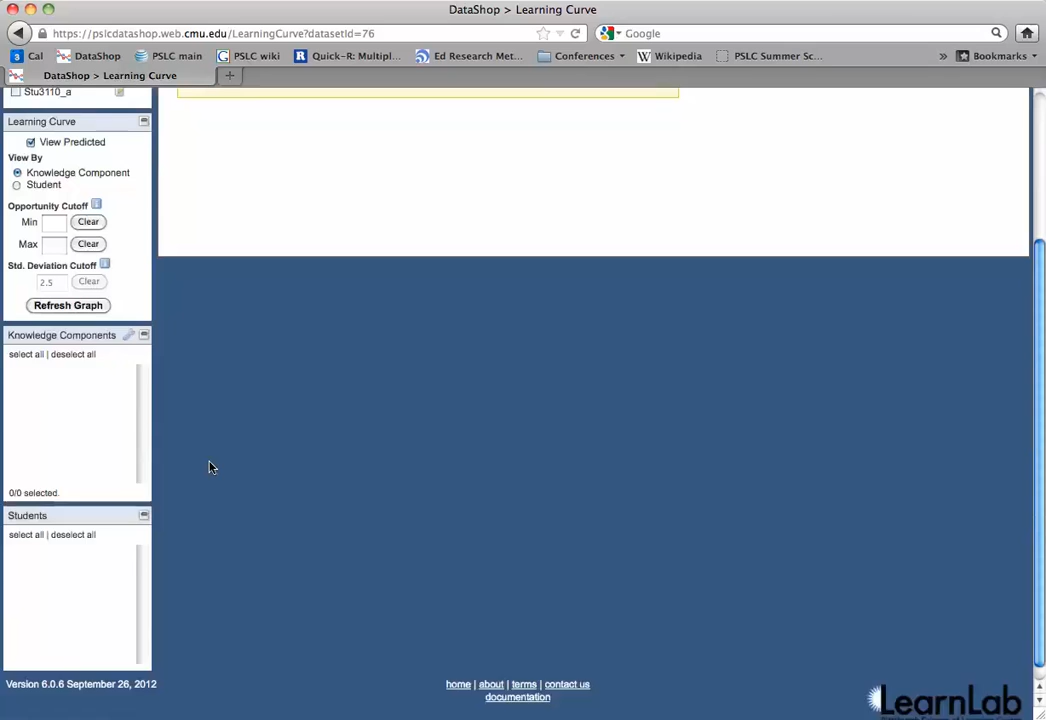 DataShop > Learning Curve
https://pslcdatashop.web.cmu.edu/LearningCurve?datasetId=76
Google
3 Cal DataShop PSLC main PSLC wiki R Quick-R: Multipl... Ed Research Met... Conferences W Wikipedia PSLC Summer Sc... » Bookmarks
DataShop > Learning Curve +
Stu3110_a
Learning Curve
View Predicted
View By
Knowledge Component
Student
Opportunity Cutoff
Min Clear
Max Clear
Std. Deviation Cutoff
2.5 Clear
Refresh Graph
Knowledge Components
select all | deselect all
0/0 selected.
Students
select all | deselect all
Version 6.0.6 September 26, 2012
home | about | terms | contact us
documentation
LearnLab